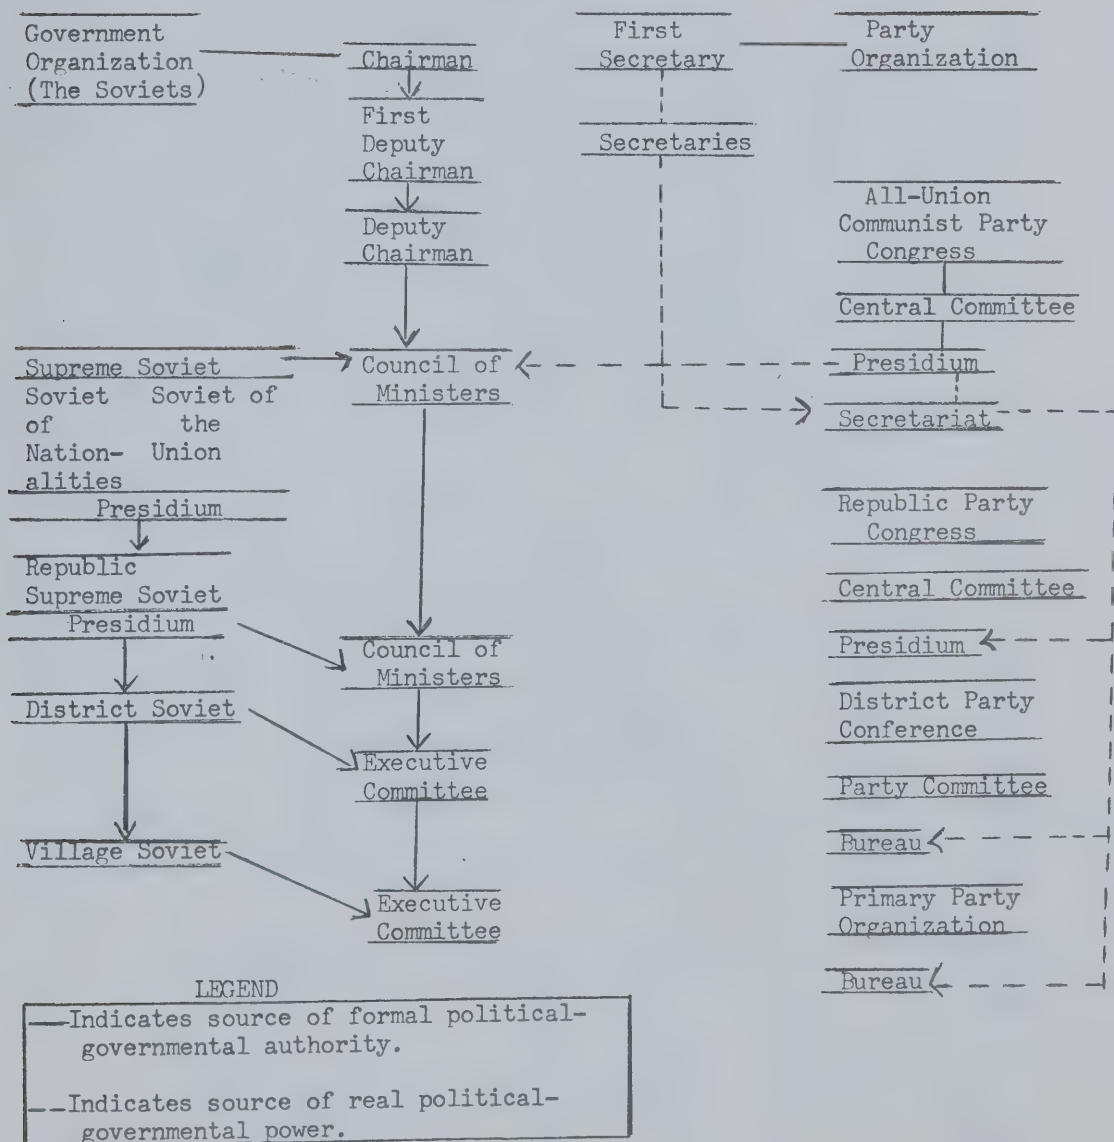 Government
Organization
(The Soviets)
Chairman
First
Deputy
Chairman
Deputy
Chairman
Supreme Soviet
Soviet Soviet of
of the
Nation- Union
alities
Presidium
Republic
Supreme Soviet
Presidium
District Soviet
Village Soviet
Council of
Ministers
Council of
Ministers
Executive
Committee
Executive
Committee
First
Secretary
Secretaries
Party
Organization
All-Union
Communist Party
Congress
Central Committee
Presidium
Secretariat
Republic Party
Congress
Central Committee
Presidium
District Party
Conference
Party Committee
Bureau
Primary Party
Organization
Bureau
LEGEND
—Indicates source of formal political-
governmental authority.
--Indicates source of real political-
governmental power.